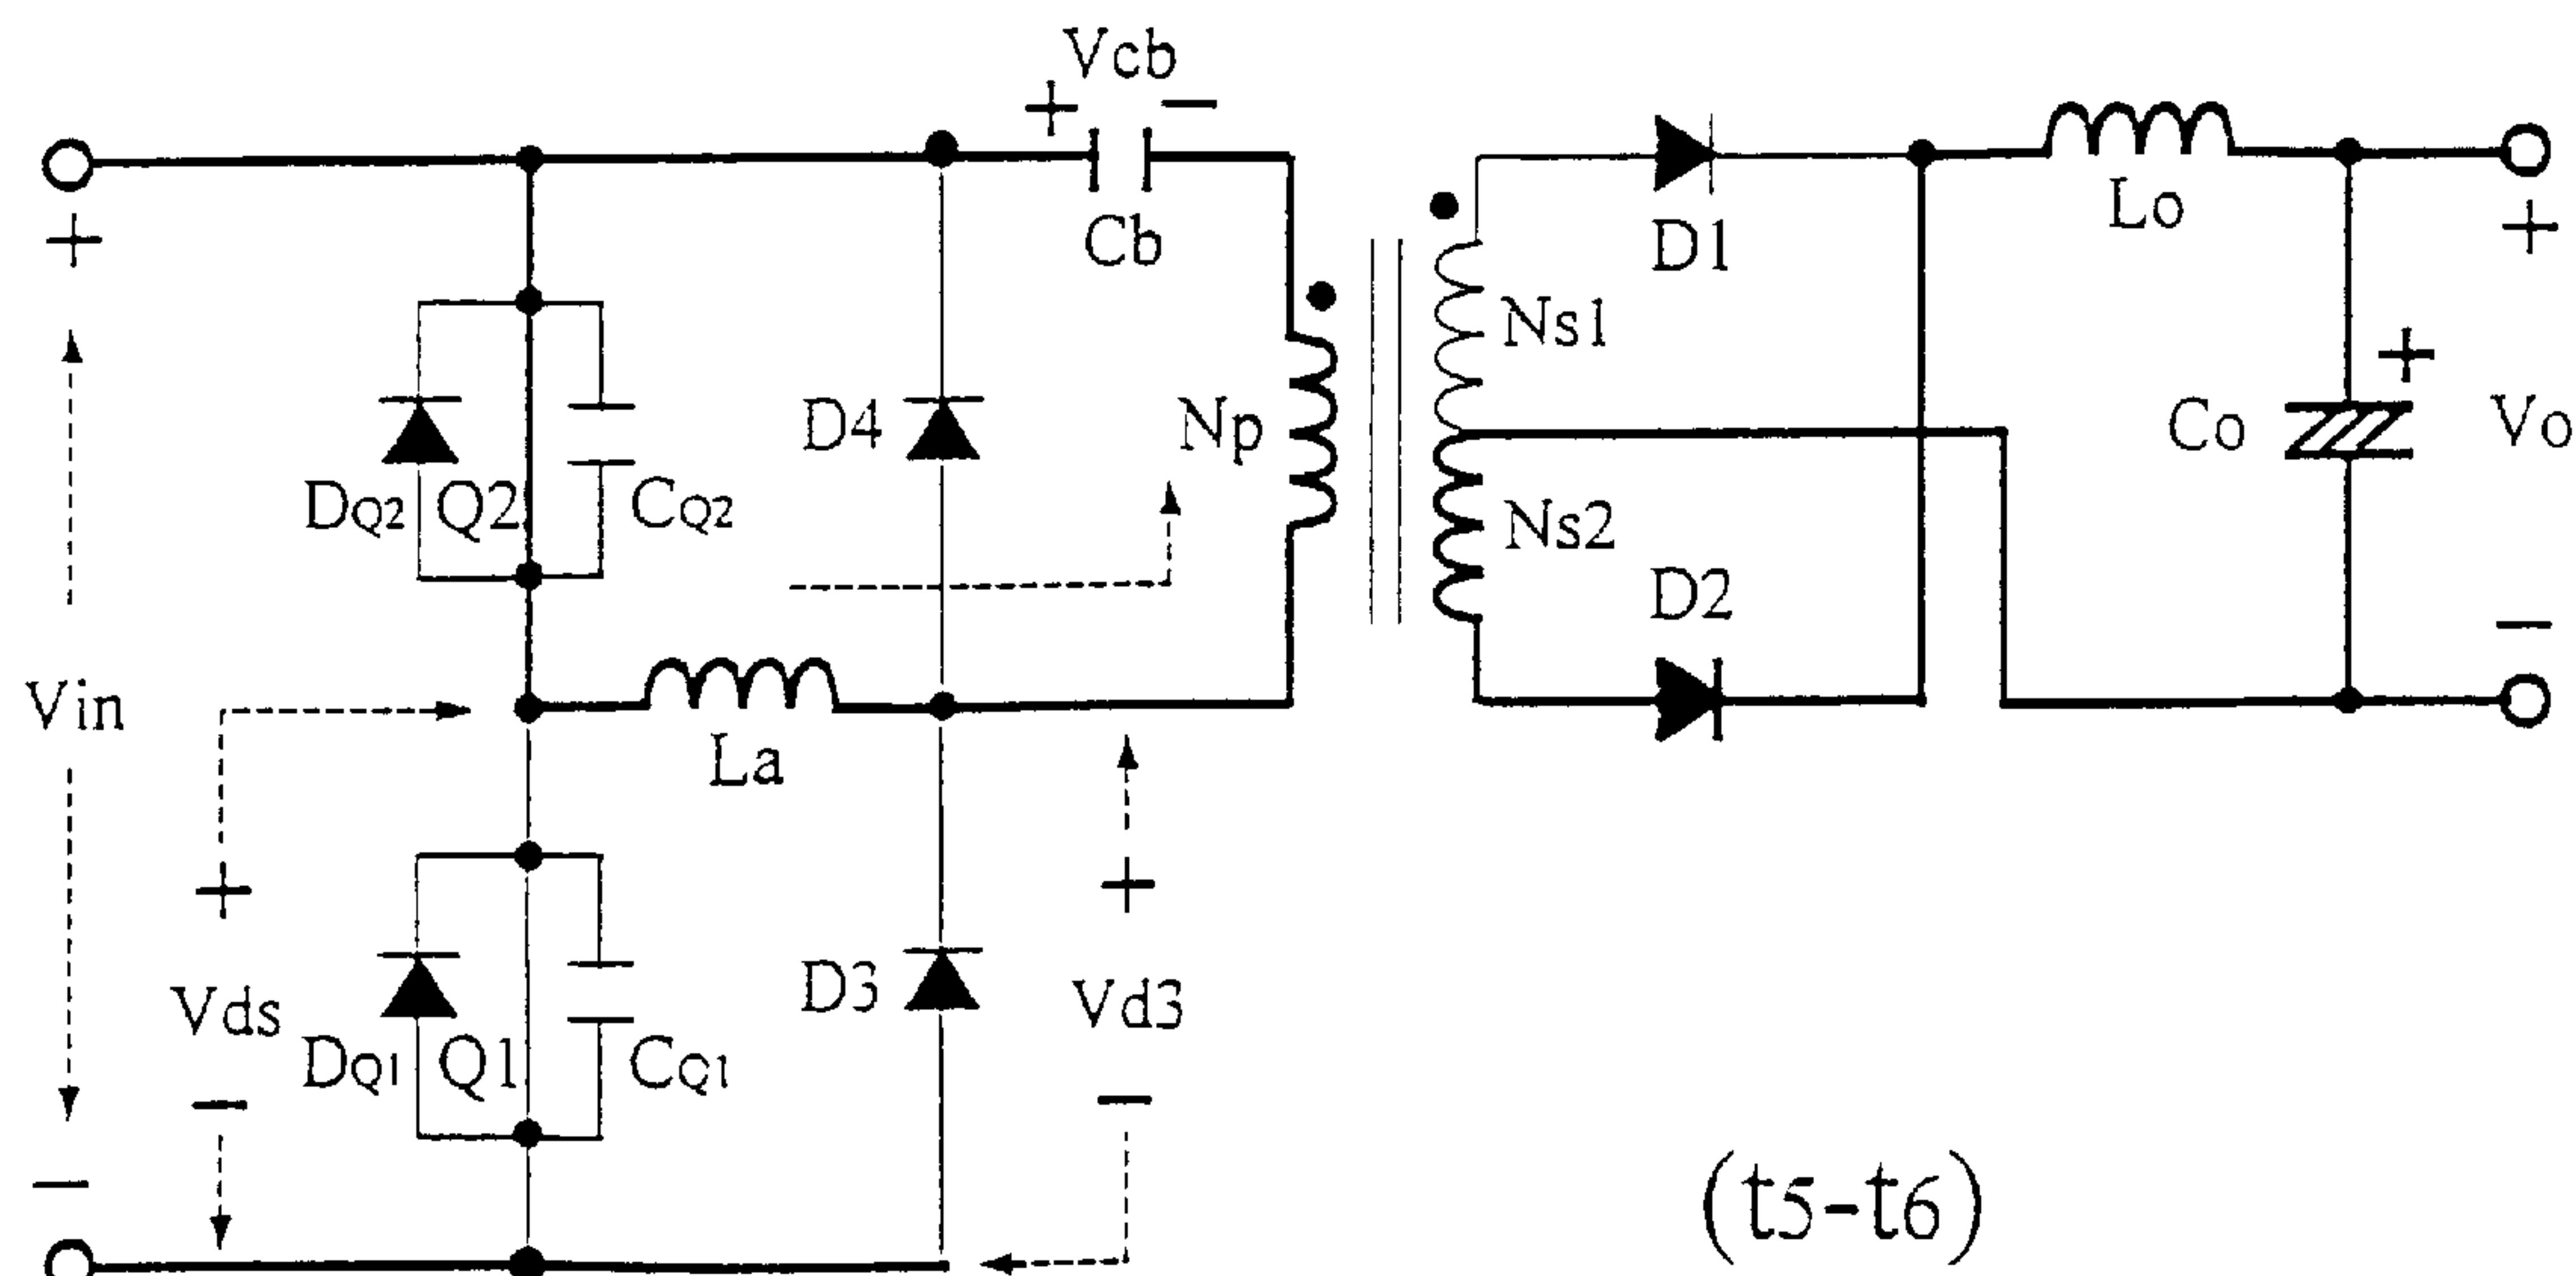 Vcb
+ −
Cb
D1
Lo
+
+
Ns1
+
D4
Np
Co
Vo
DQ2
Q2
CQ2
Ns2
D2
−
Vin
La
+
+
D3
Vds
Vd3
DQ1
Q1
CQ1
−
−
−
(t5-t6)